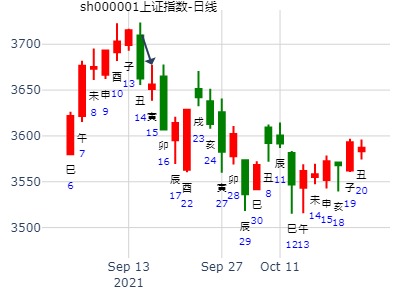 sh000001上证指数-日线
3700
3650
3600
3550
3500
巳
6
午
7
未
8
申
9
酉
10
子
13
丑
14
寅
15
卯
16
辰
17
酉
22
戌
23
亥
24
寅
27
卯
28
辰
29
巳
30
丑
8
辰
11
巳午
1213
未
14
申
15
亥
18
子
19
丑
20
Sep 13
2021
Sep 27
Oct 11